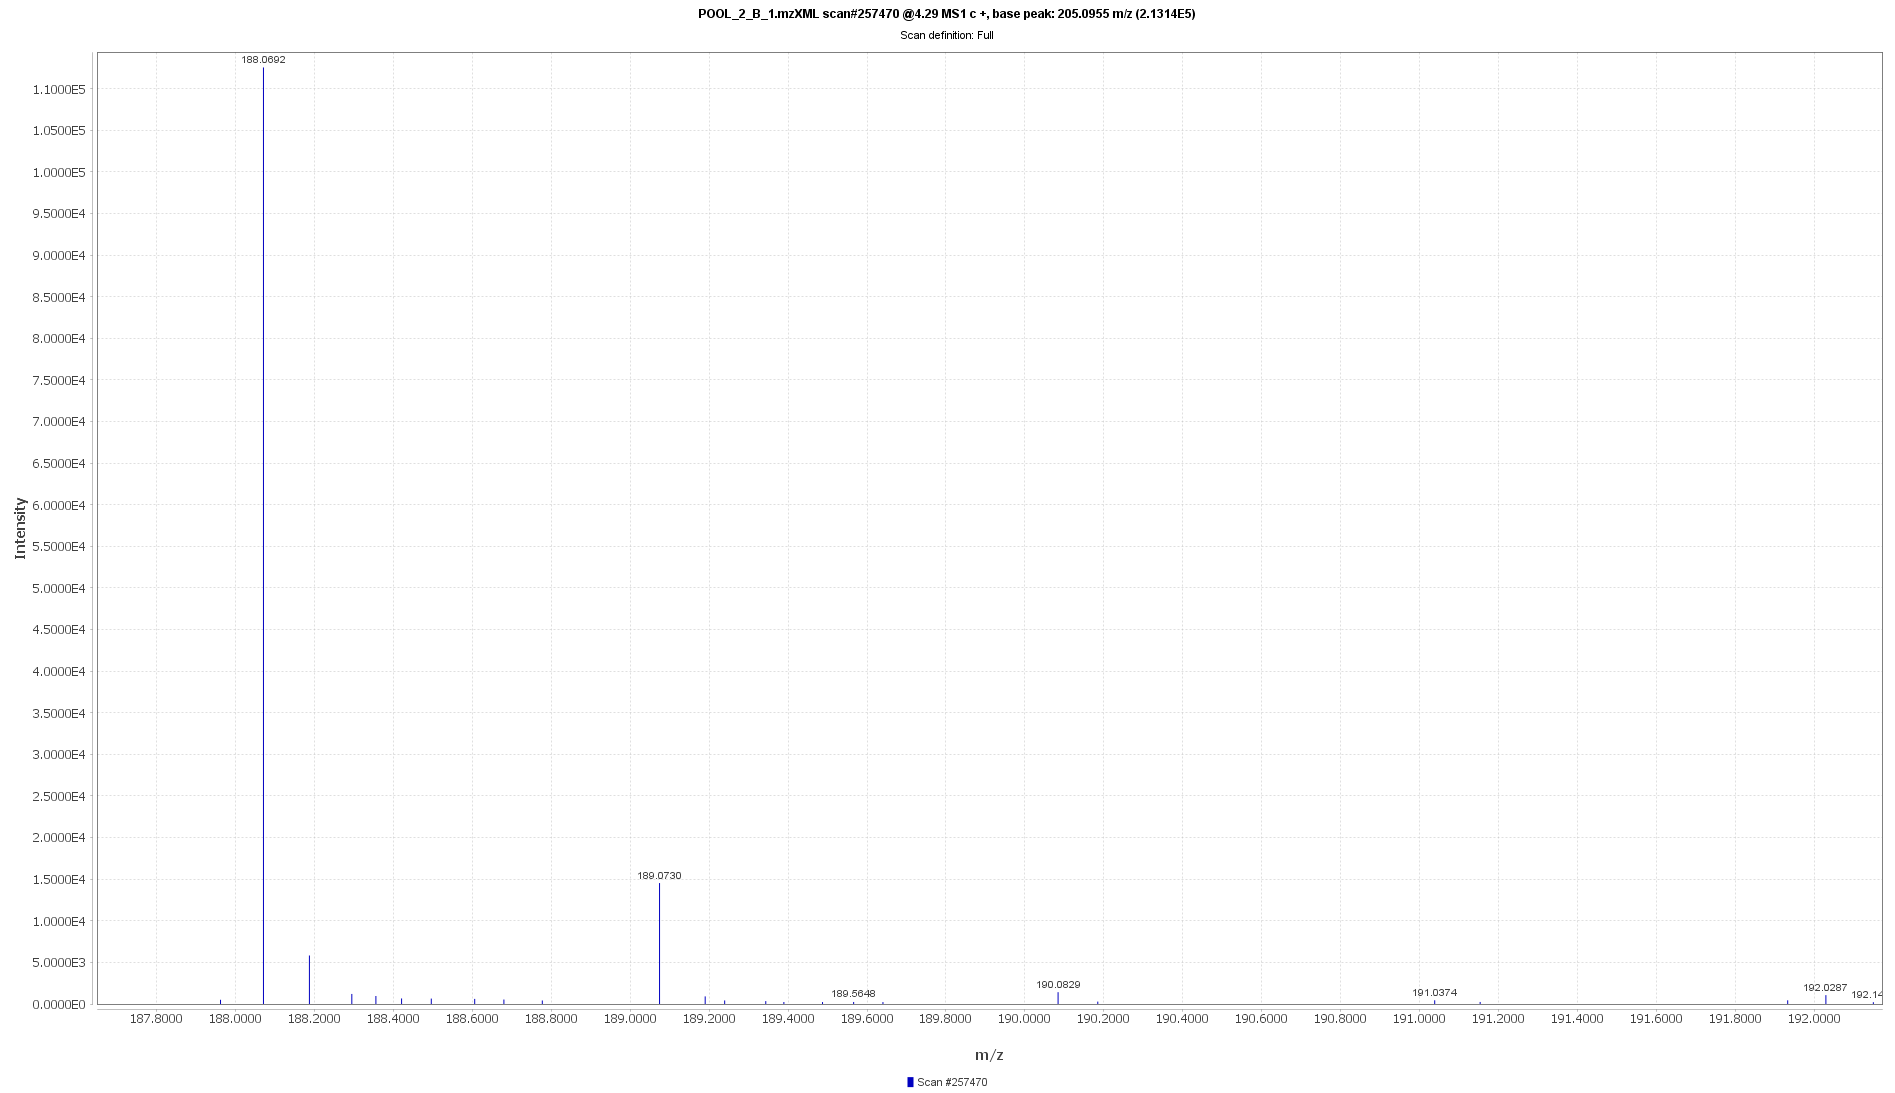 POOL_2_B_1.mzXML scan#257470 @4.29 MS1 c +, base peak: 205.0955 m/z (2.1314E5)
Scan definition: Full
188.0692
1.1000E5
1.0500E5
1.0000E5
9.5000E4
9.0000E4
8.5000E4
8.0000E4
7.5000E4
7.0000E4
6.5000E4
6.0000E4
5.5000E4
5.0000E4
4.5000E4
4.0000E4
3.5000E4
3.0000E4
2.5000E4
2.0000E4
1.5000E4
1.0000E4
5.0000E3
0.0000E0
Intensity
189.0730
189.5648
190.0829
191.0374
192.0287
192.14
187.8000 188.0000 188.2000 188.4000 188.6000 188.8000 189.0000 189.2000 189.4000 189.6000 189.8000 190.0000 190.2000 190.4000 190.6000 190.8000 191.0000 191.2000 191.4000 191.6000 191.8000 192.0000
m/z
Scan #257470